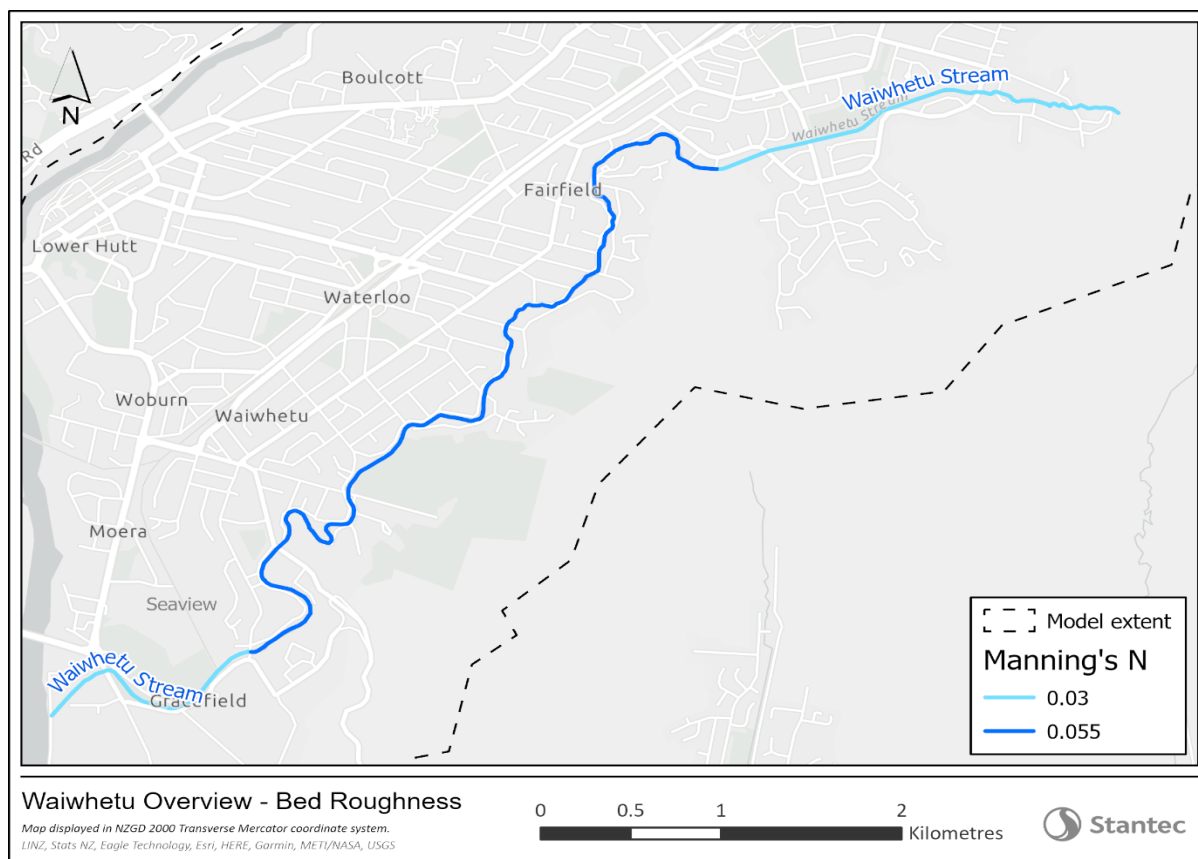 N
Boulcott
Waiwhetu Stream
Waiwhetu Stream
Rd
Fairfield
Lower Hutt
Waterloo
Woburn
Waiwhetu
Moera
Seaview
Waiwhetu Stream
Gracefield
Model extent
Manning's N
0.03
0.055
Waiwhetu Overview - Bed Roughness
Map displayed in NZGD 2000 Transverse Mercator coordinate system.
LINZ, Stats NZ, Eagle Technology, Esri, HERE, Garmin, METI/NASA, USGS
0 0.5 1 2
Kilometres
Stantec